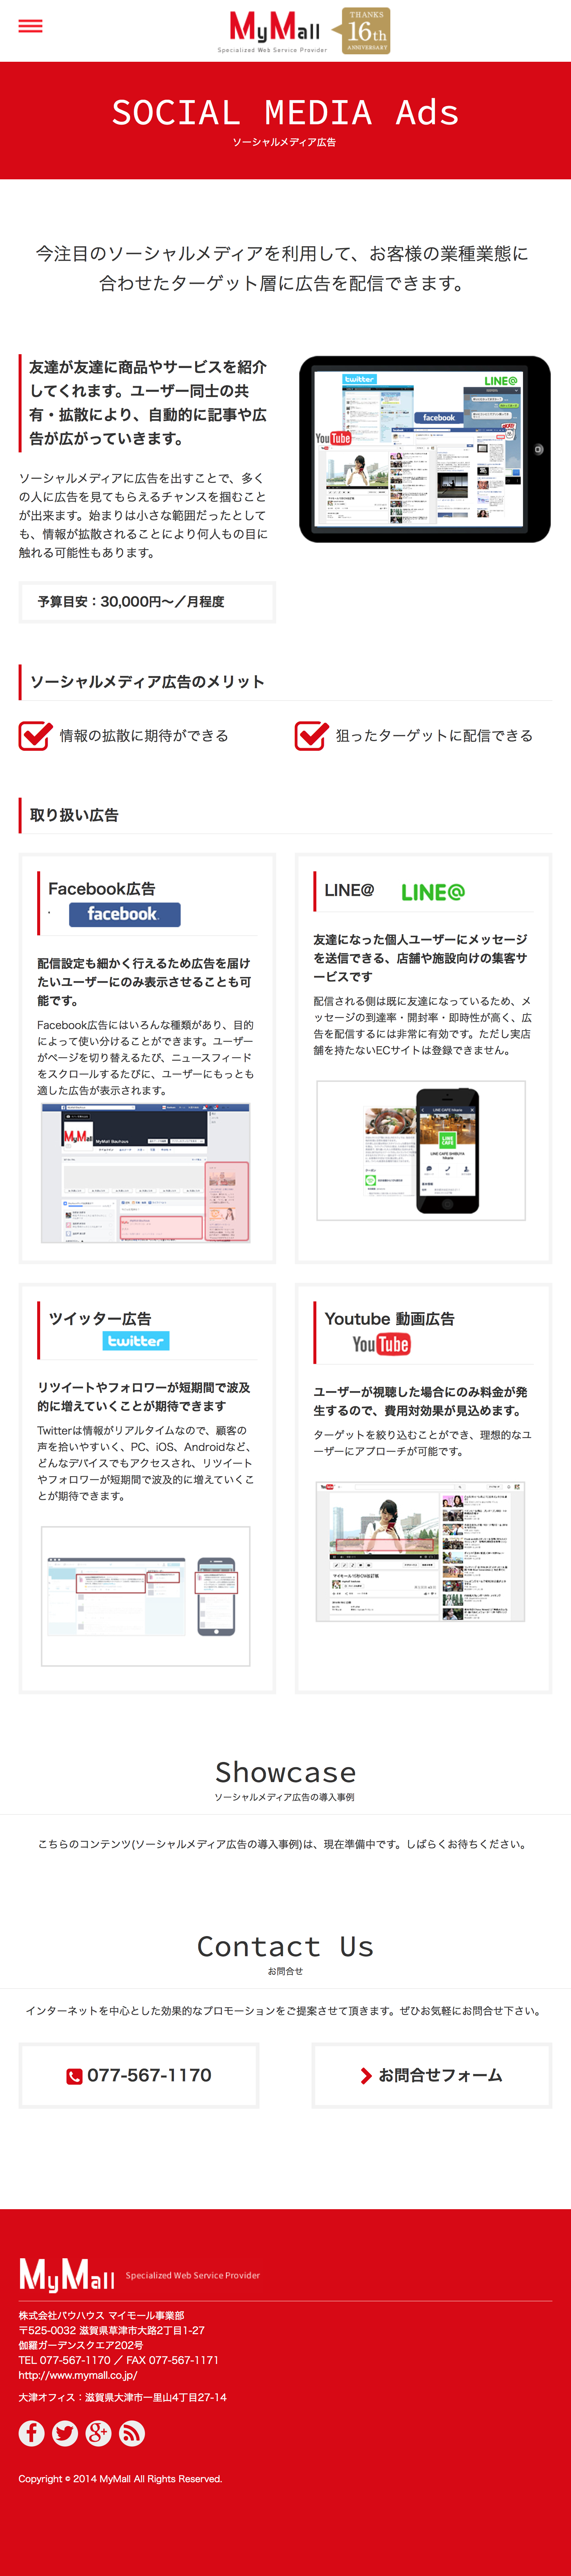 MyMall
Specialized Web Service Provider
THANKS
16th
ANNIVERSARY
SOCIAL MEDIA Ads
ソーシャルメディア広告
今注目のソーシャルメディアを利用して、お客様の業種業態に
合わせたターゲット層に広告を配信できます。
友達が友達に商品やサービスを紹介
してくれます。ユーザー同士の共
有・拡散により、自動的に記事や広
告が広がっていきます。
twitter
LINE@
facebook
YouTube
ソーシャルメディアに広告を出すことで、多く
の人に広告を見てもらえるチャンスを掴むこと
が出来ます。始まりは小さな範囲だったとして
も、情報が拡散されることにより何人もの目に
触れる可能性もあります。
予算目安：30,000円〜／月程度
ソーシャルメディア広告のメリット
情報の拡散に期待ができる
狙ったターゲットに配信できる
取り扱い広告
Facebook広告
facebook
配信設定も細かく行えるため広告を届け
たいユーザーにのみ表示させることも可
能です。
Facebook広告にはいろんな種類があり、目的
によって使い分けることができます。ユーザー
がページを切り替えるたび、ニュースフィード
をスクロールするたびに、ユーザーにもっとも
適した広告が表示されます。
MyMall
MyMall Bauhaus
LINE@
LINE@
友達になった個人ユーザーにメッセージ
を送信できる、店舗や施設向けの集客サ
ービスです
配信される側は既に友達になっているため、メ
ッセージの到達率・開封率・即時性が高く、広
告を配信するには非常に有効です。ただし実店
舗を持たないECサイトは登録できません。
LINE
CAFE
LINE CAFE SHIBUYA
ツイッター広告
twitter
リツイートやフォロワーが短期間で波及
的に増えていくことが期待できます
Twitterは情報がリアルタイムなので、顧客の
声を拾いやすいく、PC、iOS、Androidなど、
どんなデバイスでもアクセスされ、リツイート
やフォロワーが短期間で波及的に増えていくこ
とが期待できます。
Youtube 動画広告
YouTube
ユーザーが視聴した場合にのみ料金が発
生するので、費用対効果が見込めます。
ターゲットを絞り込むことができ、理想的なユ
ーザーにアプローチが可能です。
Showcase
ソーシャルメディア広告の導入事例
こちらのコンテンツ(ソーシャルメディア広告の導入事例)は、現在準備中です。しばらくお待ちください。
Contact Us
お問合せ
インターネットを中心とした効果的なプロモーションをご提案させて頂きます。ぜひお気軽にお問合せ下さい。
077-567-1170
お問合せフォーム
MyMall Specialized Web Service Provider
株式会社バウハウス マイモール事業部
〒525-0032 滋賀県草津市大路2丁目1-27
伽羅ガーデンスクエア202号
TEL 077-567-1170 ／ FAX 077-567-1171
http://www.mymall.co.jp/
大津オフィス：滋賀県大津市一里山4丁目27-14
Copyright © 2014 MyMall All Rights Reserved.